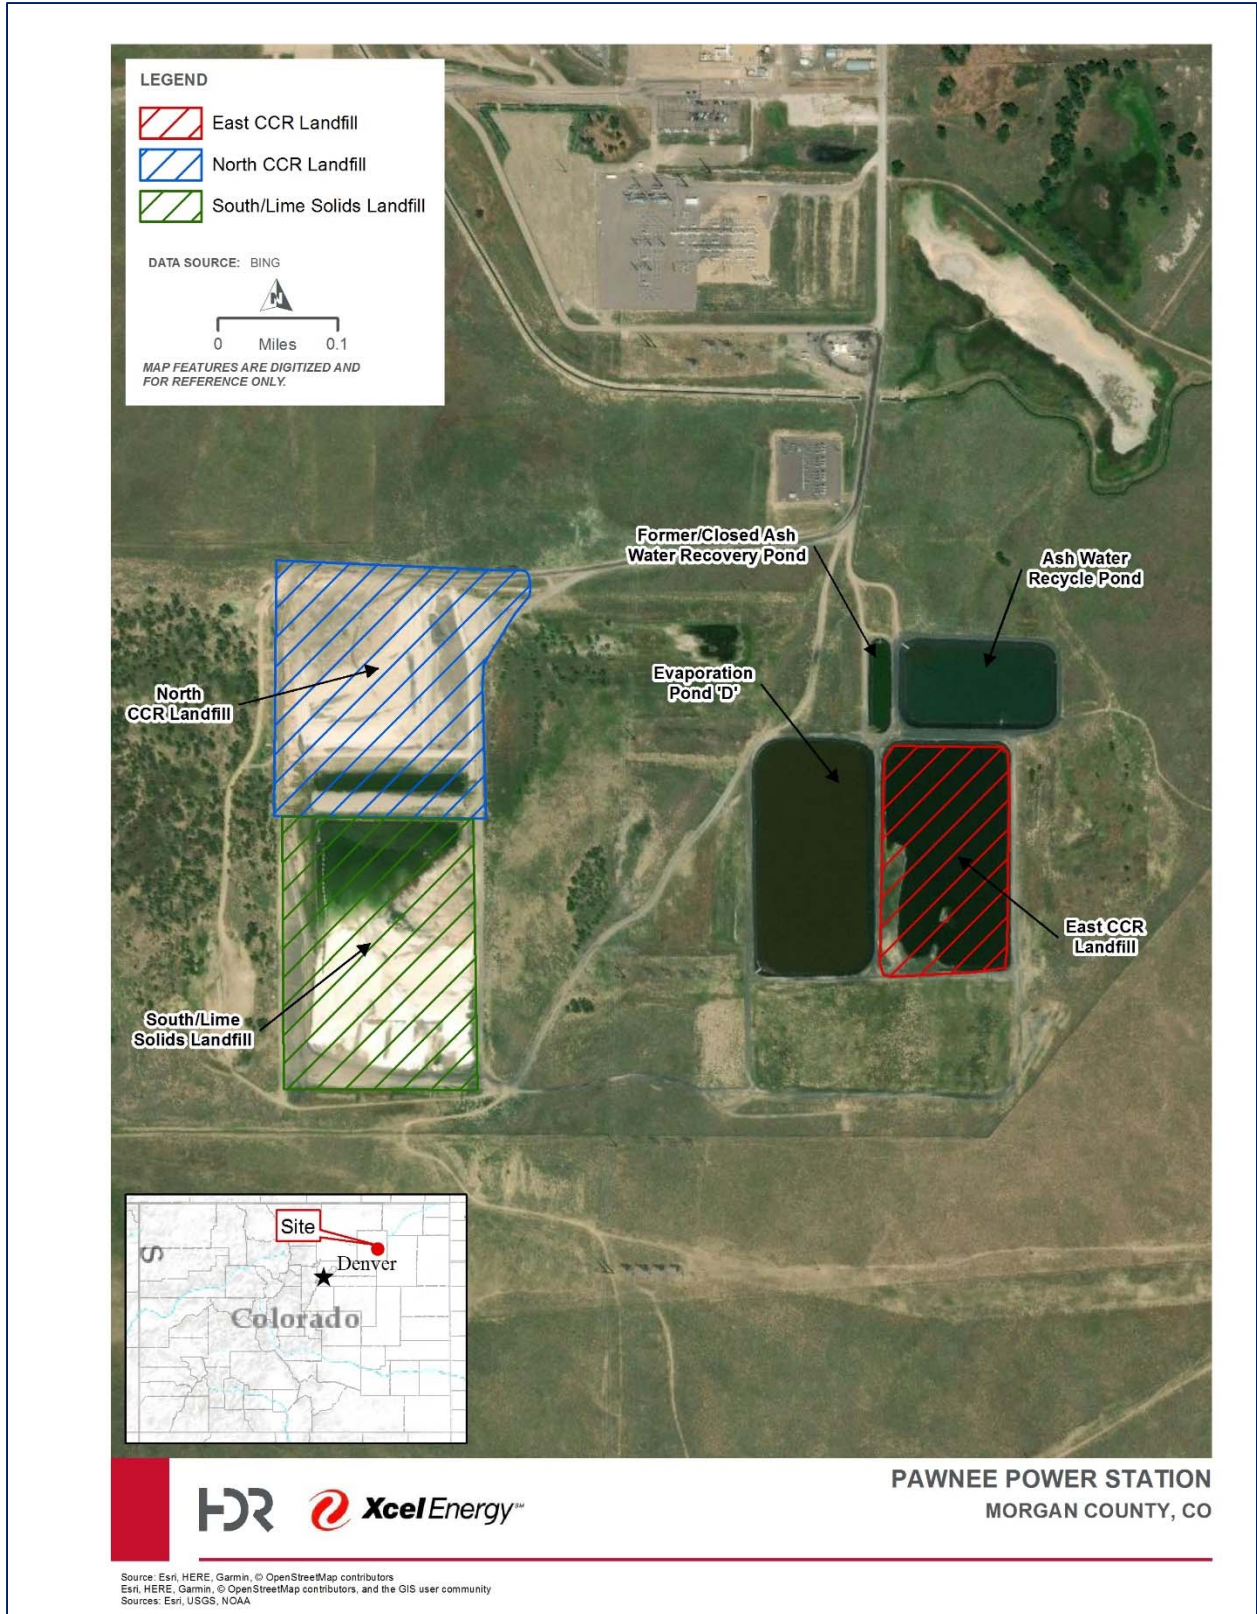 LEGEND
East CCR Landfill
North CCR Landfill
South/Lime Solids Landfill
DATA SOURCE: BING
N
0 Miles 0.1
MAP FEATURES ARE DIGITIZED AND
FOR REFERENCE ONLY.
Former/Closed Ash
Water Recovery Pond
Ash Water
Recycle Pond
Evaporation
Pond 'D'
North
CCR Landfill
East CCR
Landfill
South/Lime
Solids Landfill
Site
S
Denver
Colorado
PAWNEE POWER STATION
MORGAN COUNTY, CO
HDR
Xcel Energy℠
Source: Esri, HERE, Garmin, © OpenStreetMap contributors
Esri, HERE, Garmin, © OpenStreetMap contributors, and the GIS user community
Sources: Esri, USGS, NOAA